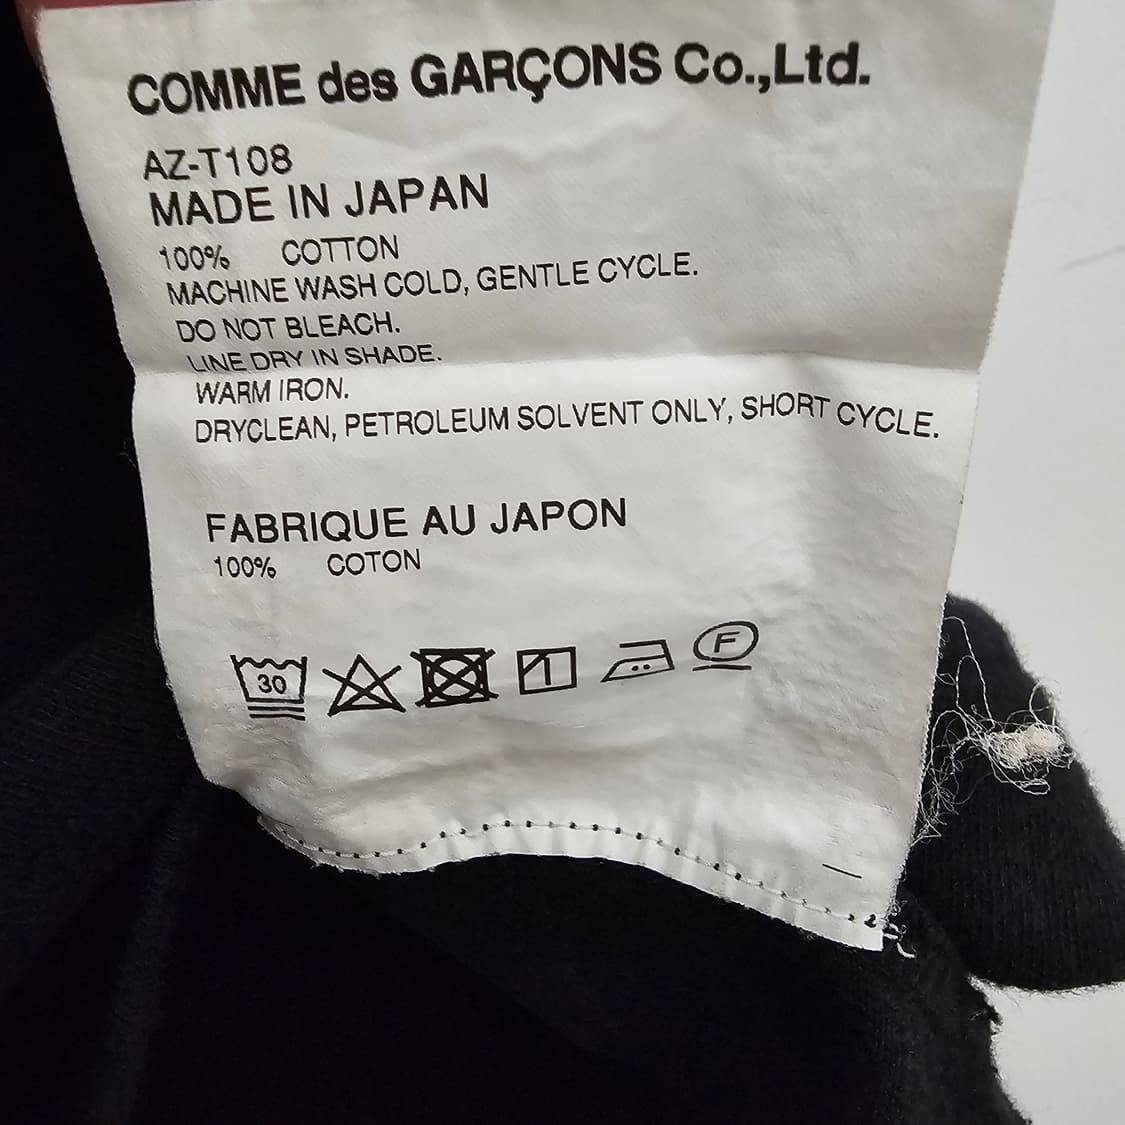 COMME des GARÇONS Co.,Ltd.
AZ-T108
MADE IN JAPAN
100% COTTON
MACHINE WASH COLD, GENTLE CYCLE.
DO NOT BLEACH.
LINE DRY IN SHADE.
WARM IRON.
DRYCLEAN, PETROLEUM SOLVENT ONLY, SHORT CYCLE.
FABRIQUE AU JAPON
100% COTON
30 F